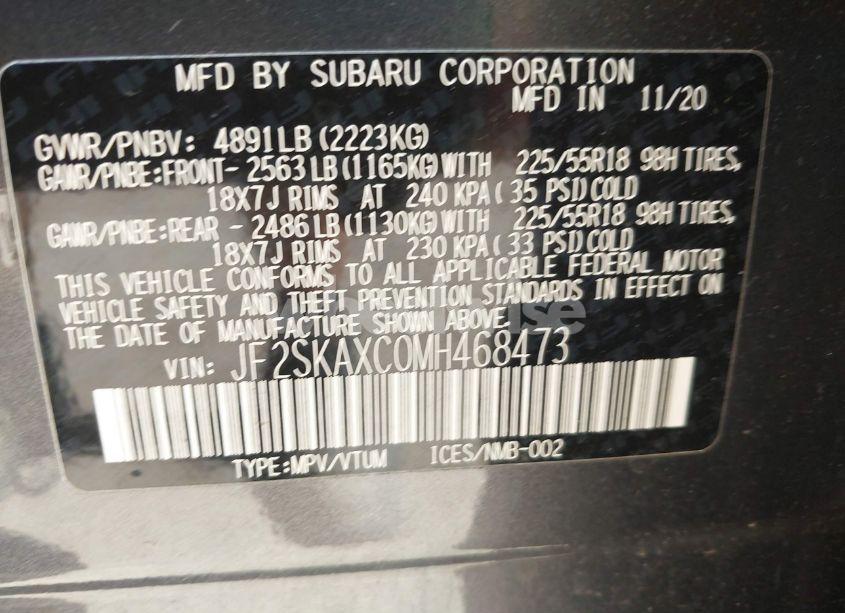 MFD BY SUBARU CORPORATION
MFD IN 11/20
GVWR/PNBV: 4891LB(2223KG)
GAWR/PNBE:FRONT- 2563LB(1165KG)WITH 225/55R18 98H TIRES,
18X7J RIMS AT 240 KPA( 35 PSI)COLD
GAWR/PNBE:REAR - 2486LB(1130KG)WITH 225/55R18 98H TIRES,
18X7J RIMS AT 230 KPA( 33 PSI)COLD
THIS VEHICLE CONFORMS TO ALL APPLICABLE FEDERAL MOTOR
VEHICLE SAFETY AND THEFT PREVENTION STANDARDS IN EFFECT ON
THE DATE OF MANUFACTURE SHOWN ABOVE.
VIN: JF2SKAXC0MH468473
TYPE:MPV/VTUM ICES/NMB-002